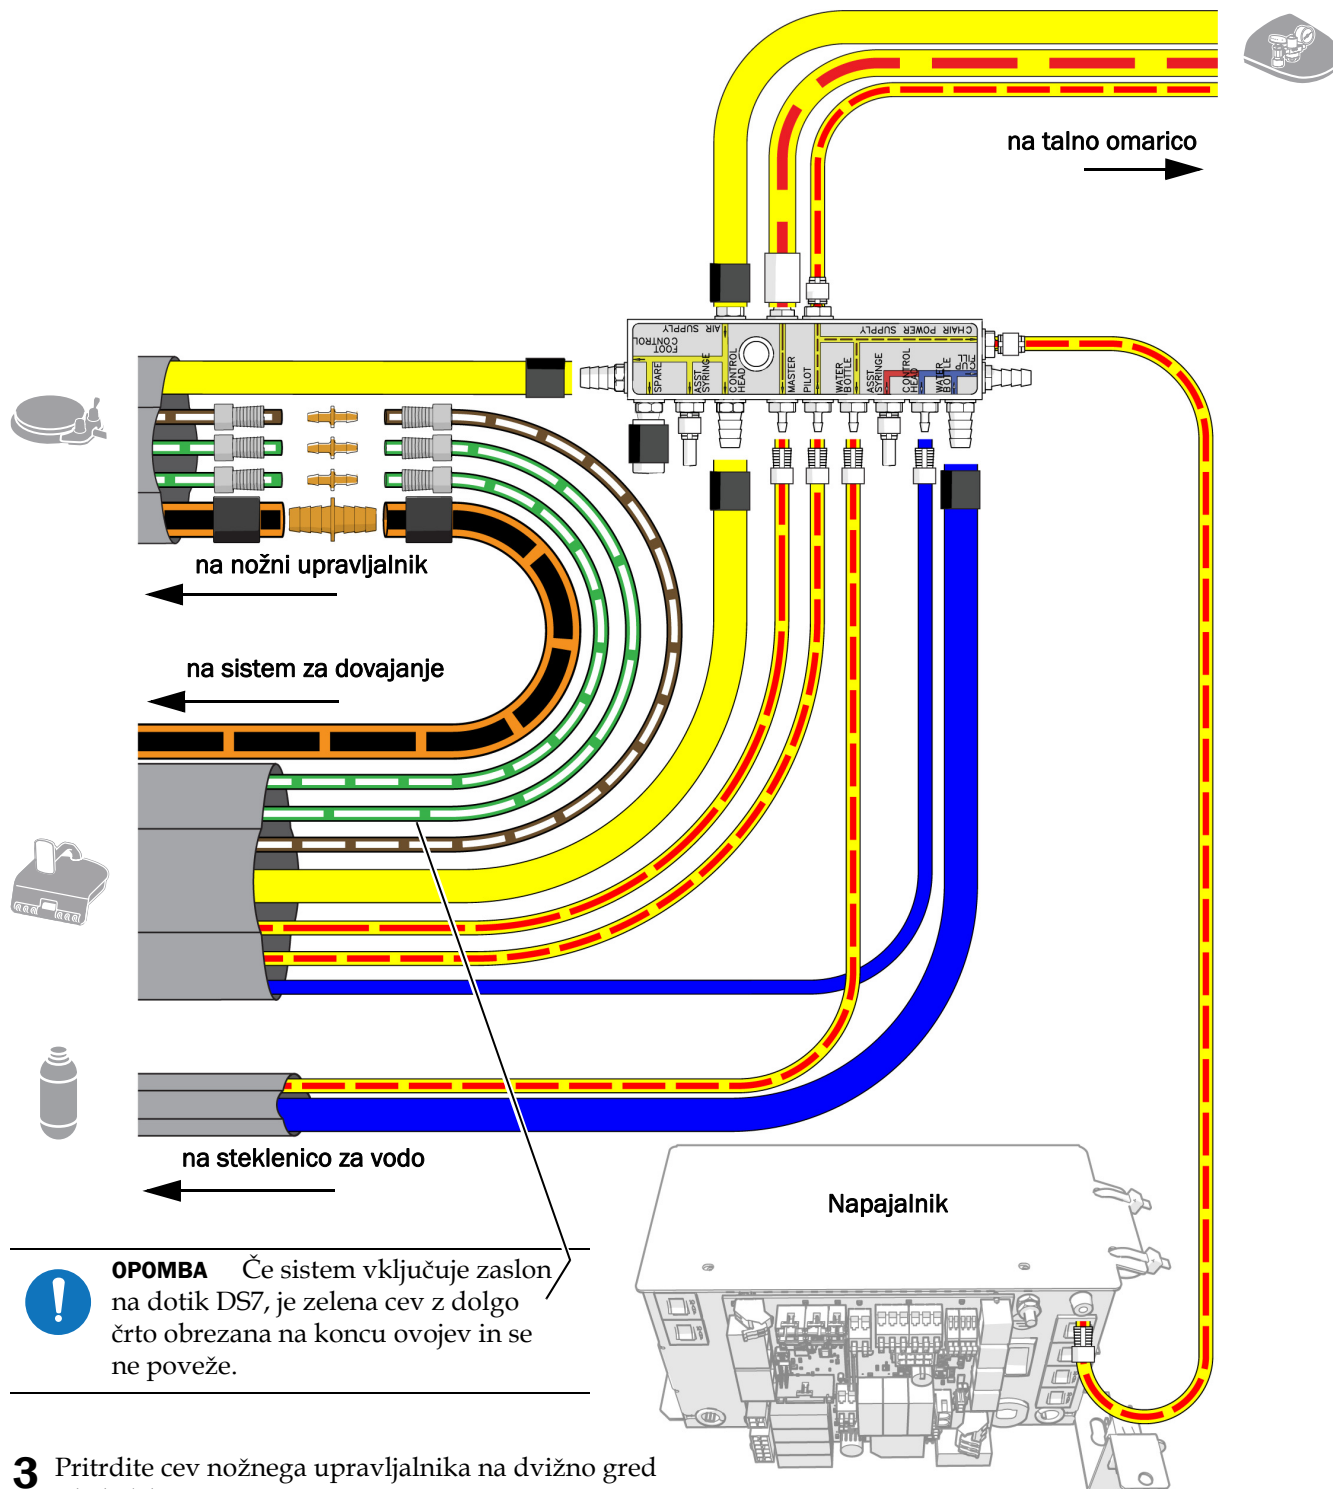 na talno omarico
AIR SUPPLY
FOOT CONTROL
CHAIR POWER SUPPLY
SPARE
ASST SYRINGE
CONTROL HEAD
MASTER
PILOT
WATER BOTTLE
ASST SYRINGE
CONTROL HEAD
WATER BOTTLE
CUP FILL
na nožni upravljalnik
na sistem za dovajanje
na steklenico za vodo
Napajalnik
OPOMBA Če sistem vključuje zaslon
na dotik DS7, je zelena cev z dolgo
črto obrezana na koncu ovojev in se
ne poveže.
3 Pritrdite cev nožnega upravljalnika na dvižno gred